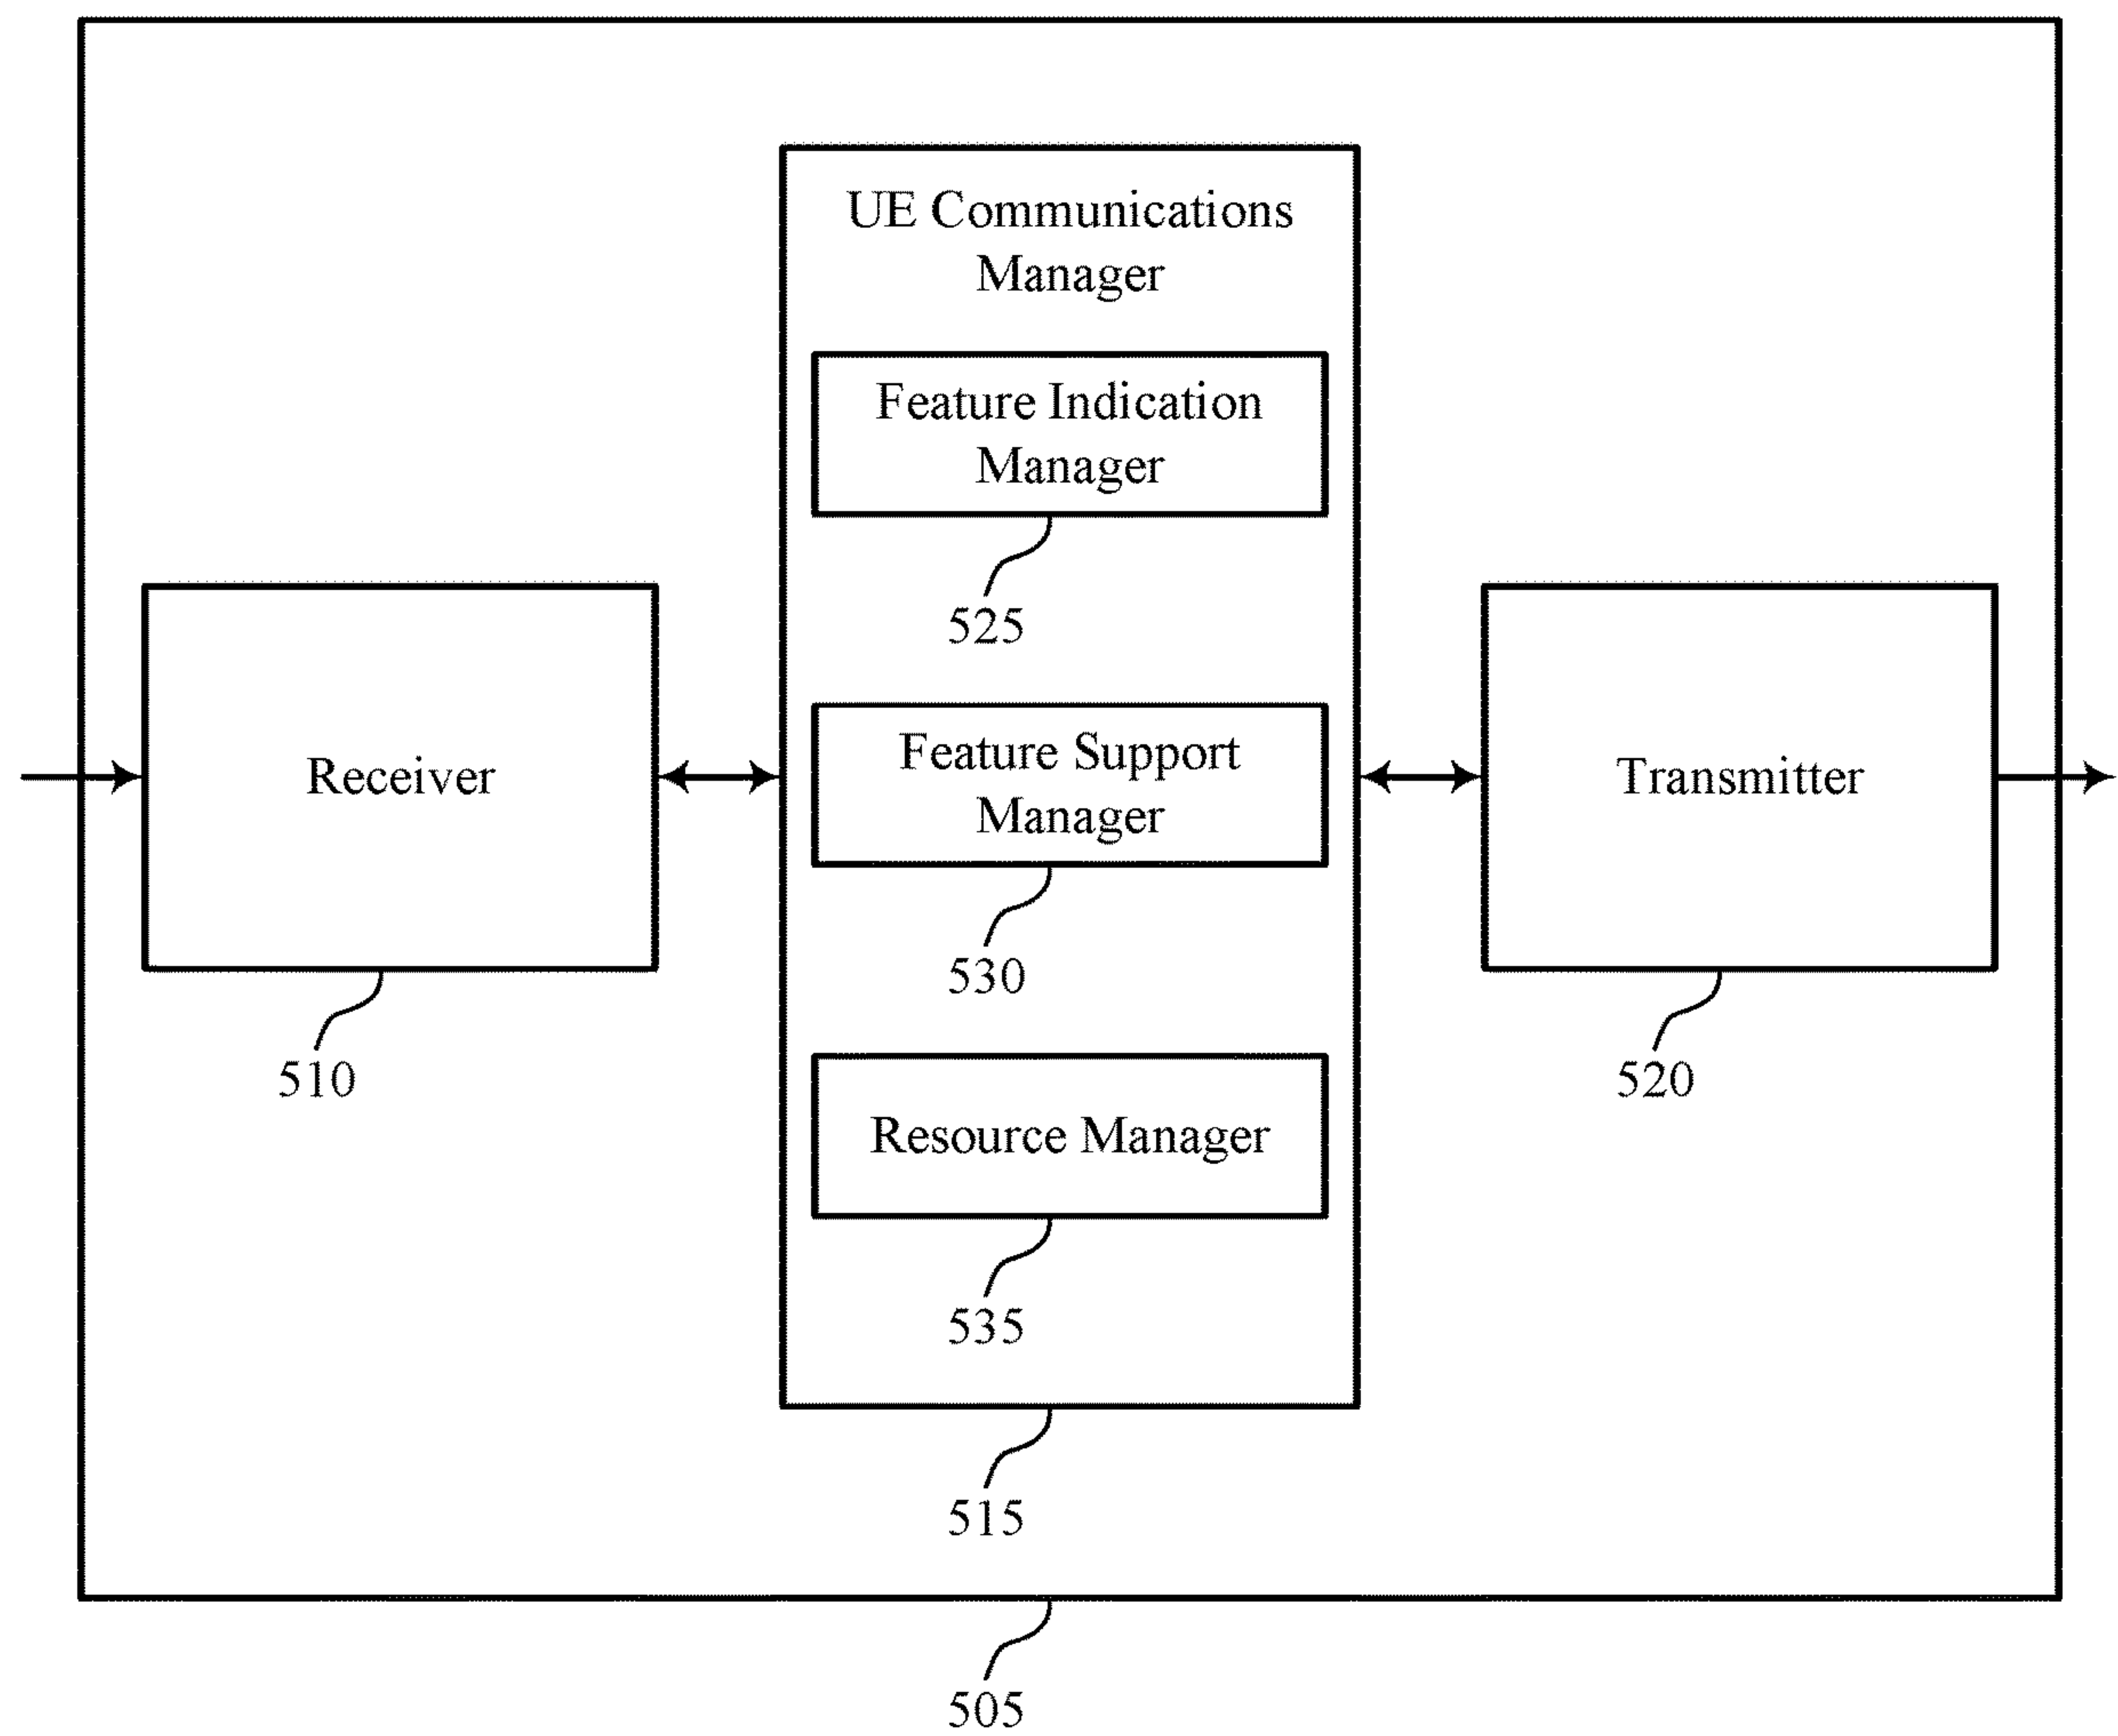 UE Communications
Manager
Feature Indication
Manager
525
Feature Support
Manager
530
Resource Manager
535
515
Receiver
510
Transmitter
520
505